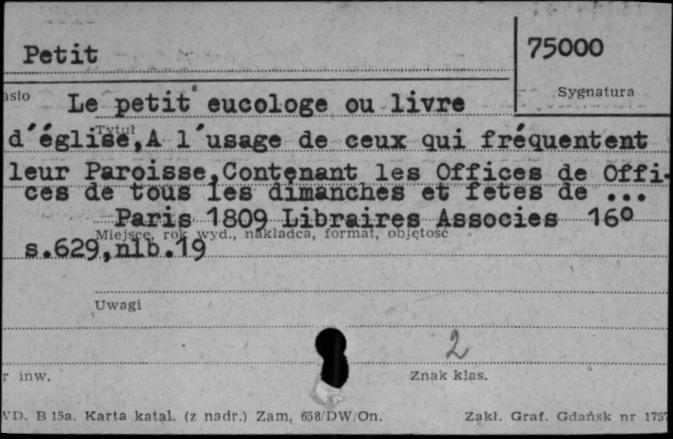 Petit
75000
asło
Sygnatura
Le petit eucologe ou livre
Tytuł
d'église,A l'usage de ceux qui fréquentent
leur Paroisse,Contenant les Offices de Offi-
ces de tous les dimanches et fetes de ...
Paris 1809 Libraires Associes 16º
Miejsce, rok wyd., nakładca, format, objętość
s.629,nlb.19
Uwagi
2
r inw.
Znak klas.
WD. B 15a. Karta katal. (z nadr.) Zam, 658/DW/On.
Zakł. Graf. Gdańsk nr 1757